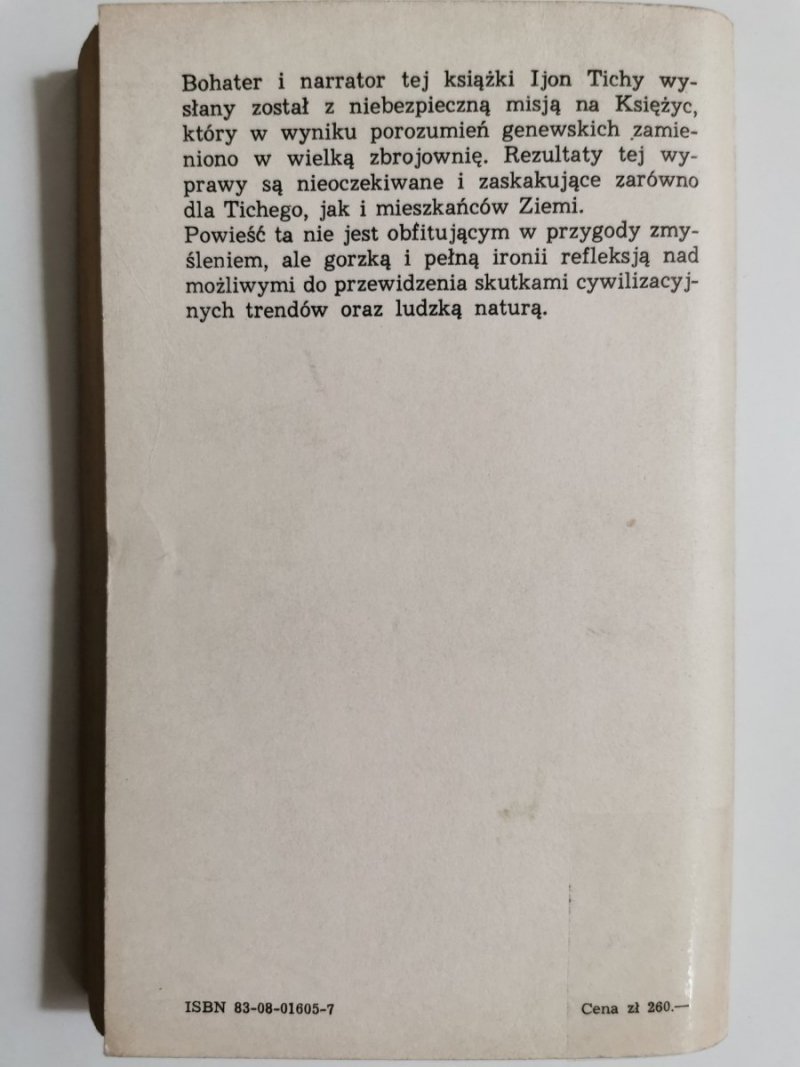 Bohater i narrator tej książki Ijon Tichy wy-
słany został z niebezpieczną misją na Księżyc,
który w wyniku porozumień genewskich zamie-
niono w wielką zbrojownię. Rezultaty tej wy-
prawy są nieoczekiwane i zaskakujące zarówno
dla Tichego, jak i mieszkańców Ziemi.
Powieść ta nie jest obfitującym w przygody zmy-
śleniem, ale gorzką i pełną ironii refleksją nad
możliwymi do przewidzenia skutkami cywilizacyj-
nych trendów oraz ludzką naturą.
ISBN 83-08-01605-7
Cena zł 260.—